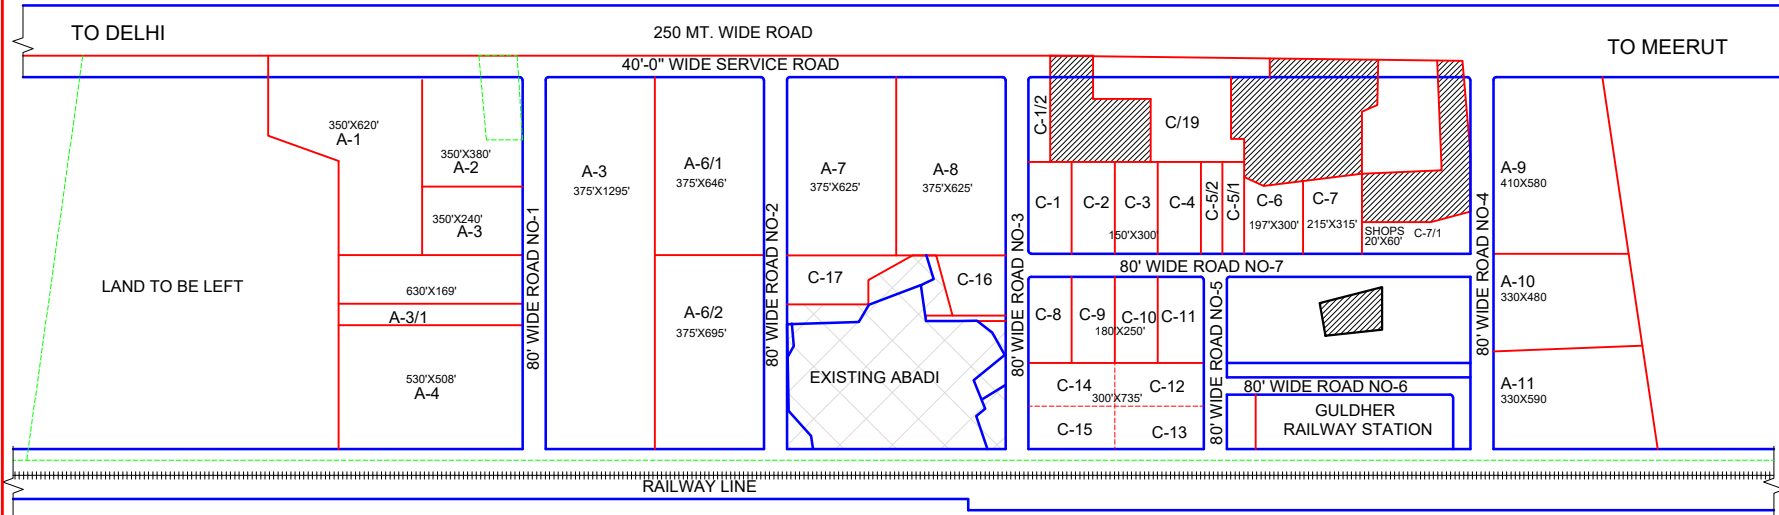 TO DELHI
250 MT. WIDE ROAD
TO MEERUT
40'-0" WIDE SERVICE ROAD
350'X620'
A-1
350'X380'
A-2
350'X240'
A-3
LAND TO BE LEFT
630'X169'
A-3/1
530'X508'
A-4
80' WIDE ROAD NO-1
A-3
375'X1295'
A-6/1
375'X646'
A-6/2
375'X695'
80' WIDE ROAD NO-2
A-7
375'X625'
A-8
375'X625'
C-17
C-16
EXISTING ABADI
80' WIDE ROAD NO-3
C-1/2
C/19
C-1
C-2
C-3
C-4
150'X300'
C-5/2
C-5/1
C-6
197'X300'
C-7
215'X315'
SHOPS
20'X60'
C-7/1
80' WIDE ROAD NO-7
C-8
C-9
C-10
C-11
180'X250'
C-14
C-12
300'X735'
C-15
C-13
80' WIDE ROAD NO-5
80' WIDE ROAD NO-6
GULDHER
RAILWAY STATION
80' WIDE ROAD NO-4
A-9
410X580
A-10
330X480
A-11
330X590
RAILWAY LINE